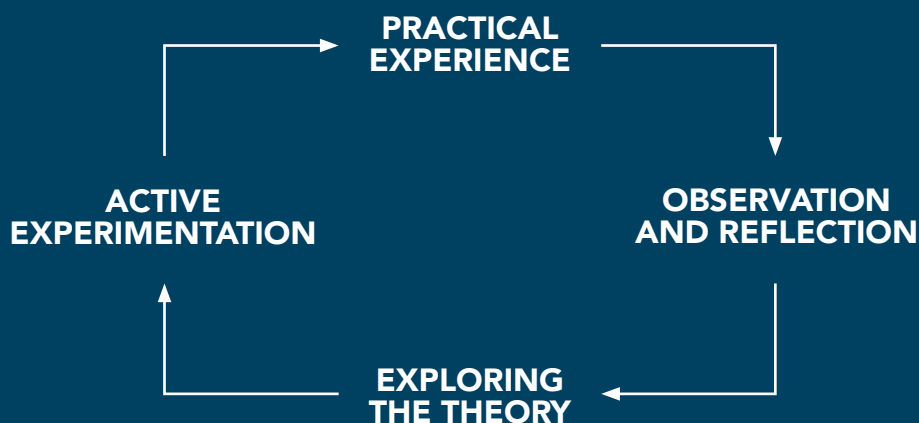 PRACTICAL
EXPERIENCE
OBSERVATION
AND REFLECTION
EXPLORING
THE THEORY
ACTIVE
EXPERIMENTATION